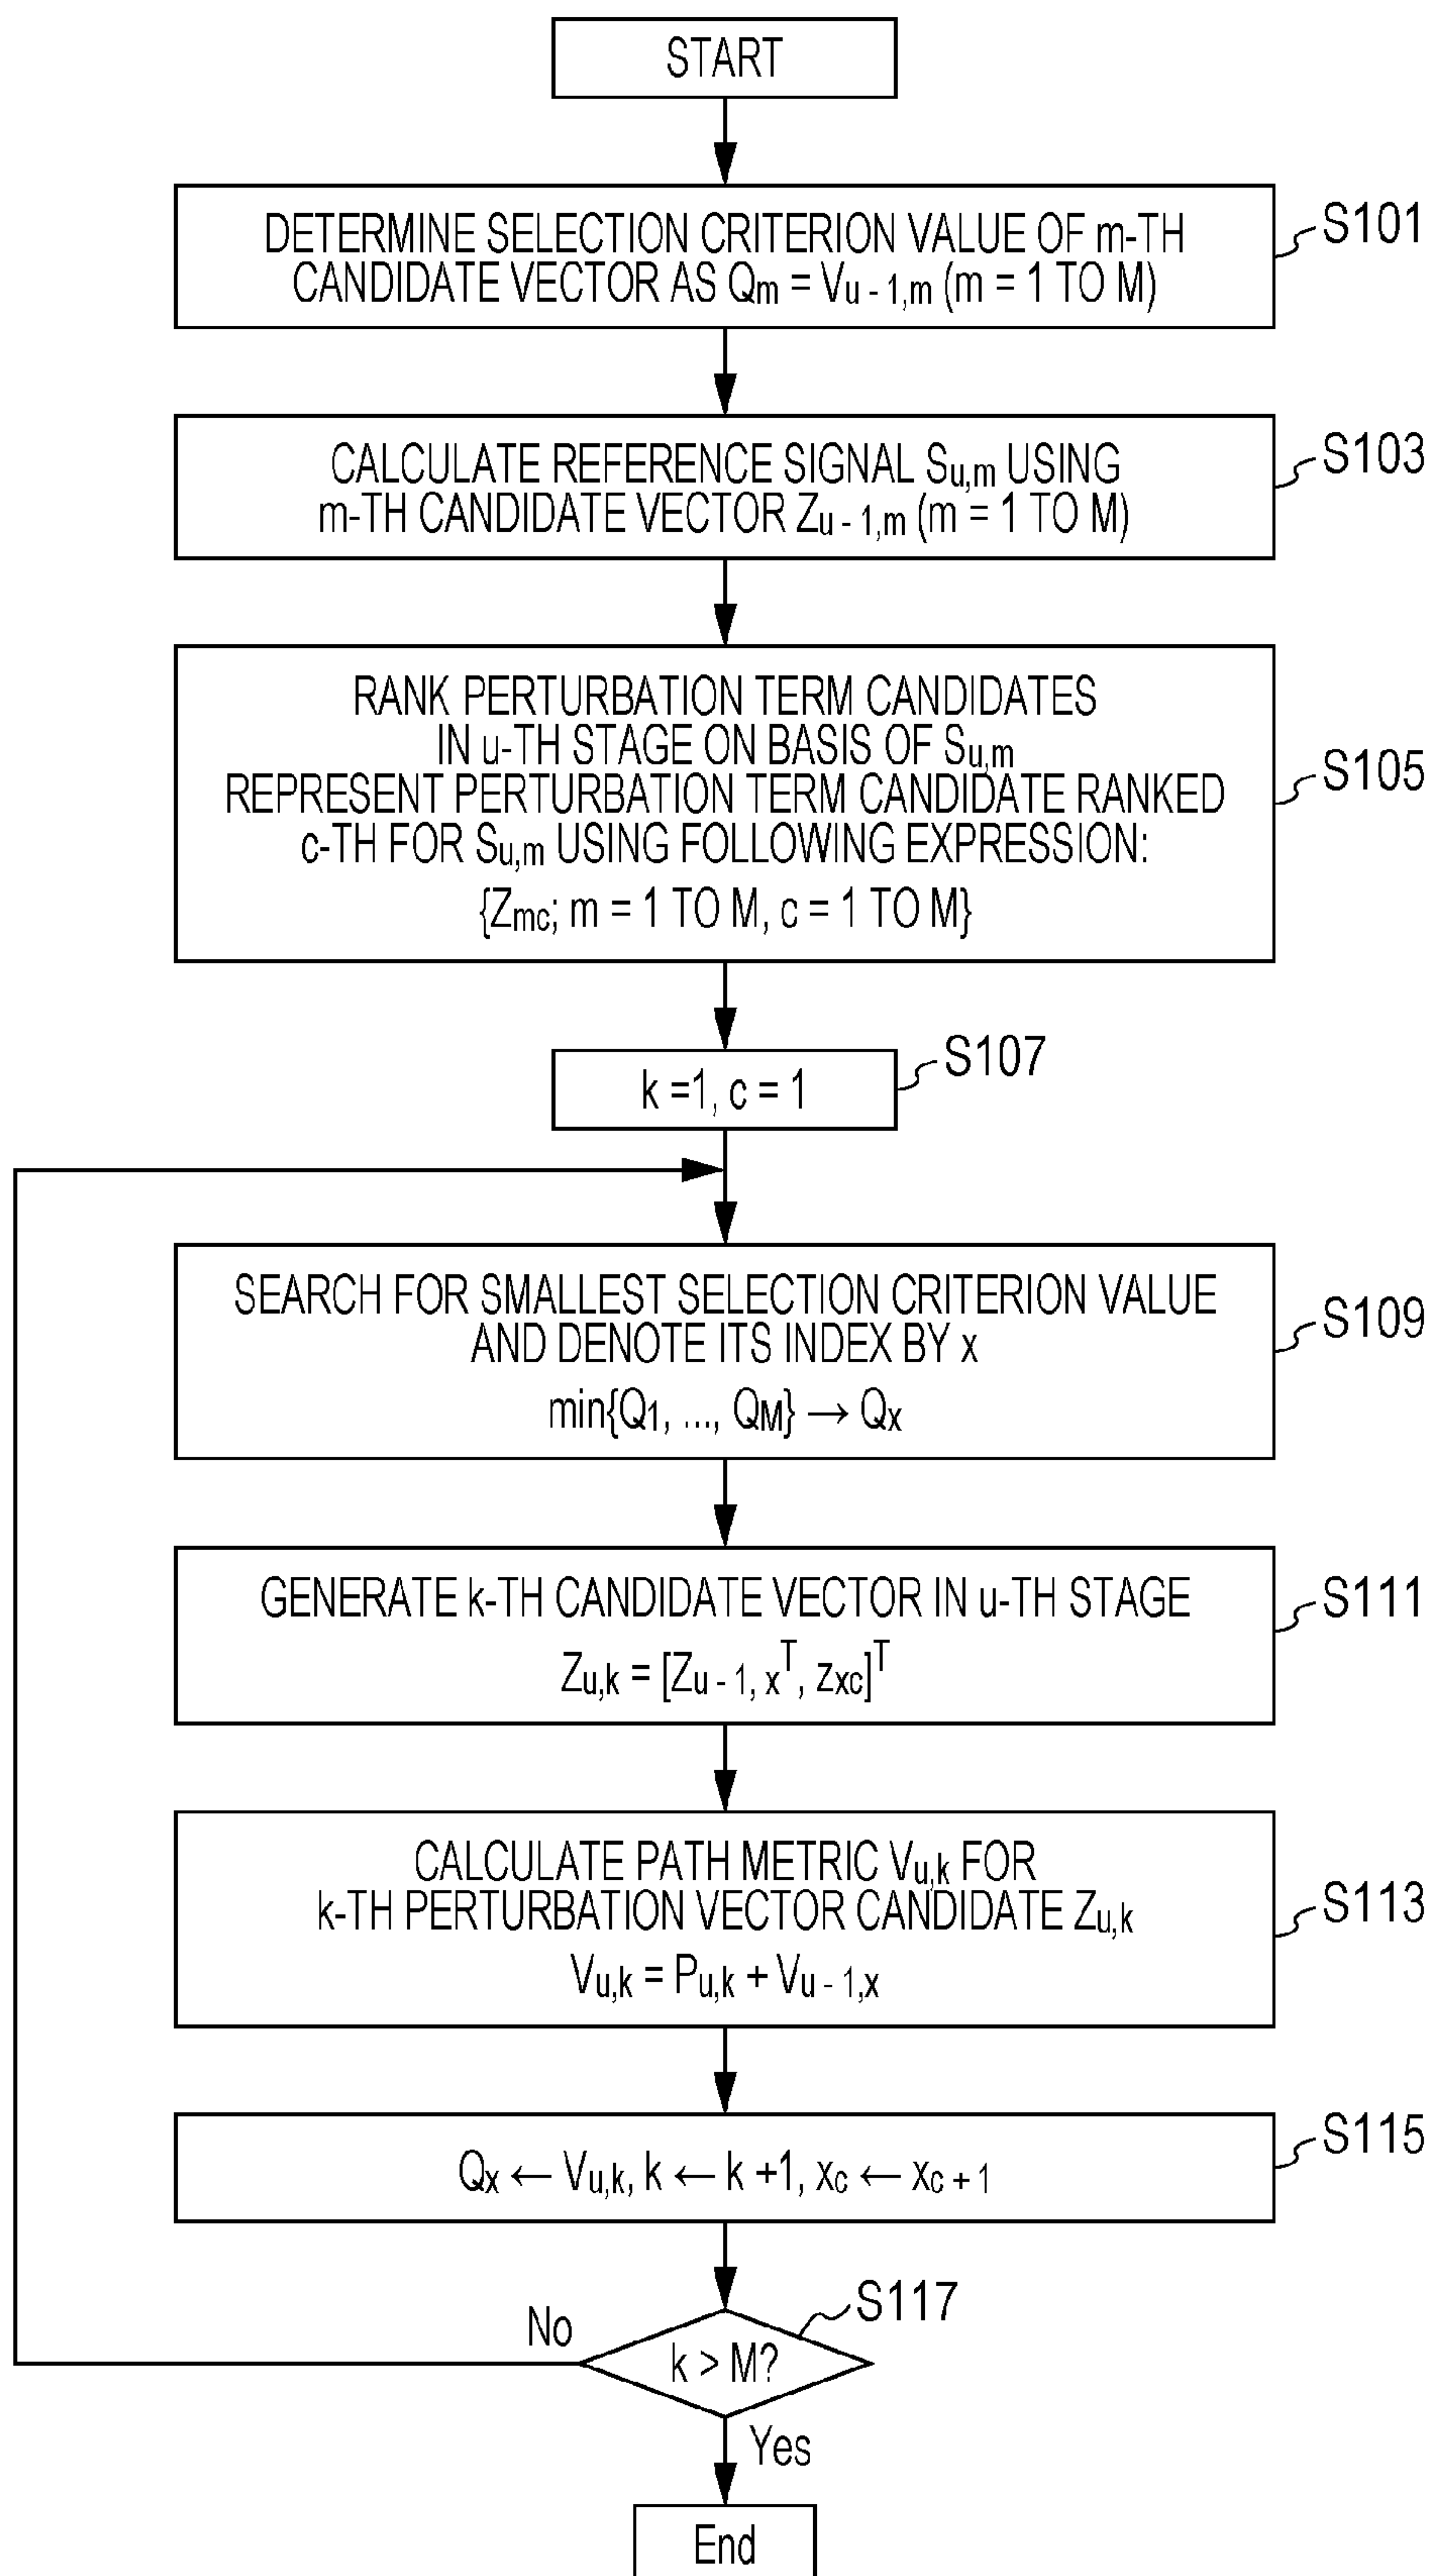 START
DETERMINE SELECTION CRITERION VALUE OF m-TH
CANDIDATE VECTOR AS Qm = Vu - 1,m (m = 1 TO M)
S101
CALCULATE REFERENCE SIGNAL Su,m USING
m-TH CANDIDATE VECTOR Zu - 1,m (m = 1 TO M)
S103
RANK PERTURBATION TERM CANDIDATES
IN u-TH STAGE ON BASIS OF Su,m
REPRESENT PERTURBATION TERM CANDIDATE RANKED
c-TH FOR Su,m USING FOLLOWING EXPRESSION:
{Zmc; m = 1 TO M, c = 1 TO M}
S105
k =1, c = 1
S107
SEARCH FOR SMALLEST SELECTION CRITERION VALUE
AND DENOTE ITS INDEX BY x
min{Q1, ..., QM} → Qx
S109
GENERATE k-TH CANDIDATE VECTOR IN u-TH STAGE
Zu,k = [Zu - 1, x^T, zxc]^T
S111
CALCULATE PATH METRIC Vu,k FOR
k-TH PERTURBATION VECTOR CANDIDATE Zu,k
Vu,k = Pu,k + Vu - 1,x
S113
Qx ← Vu,k, k ← k +1, xc ← xc + 1
S115
k > M?
S117
No
Yes
End